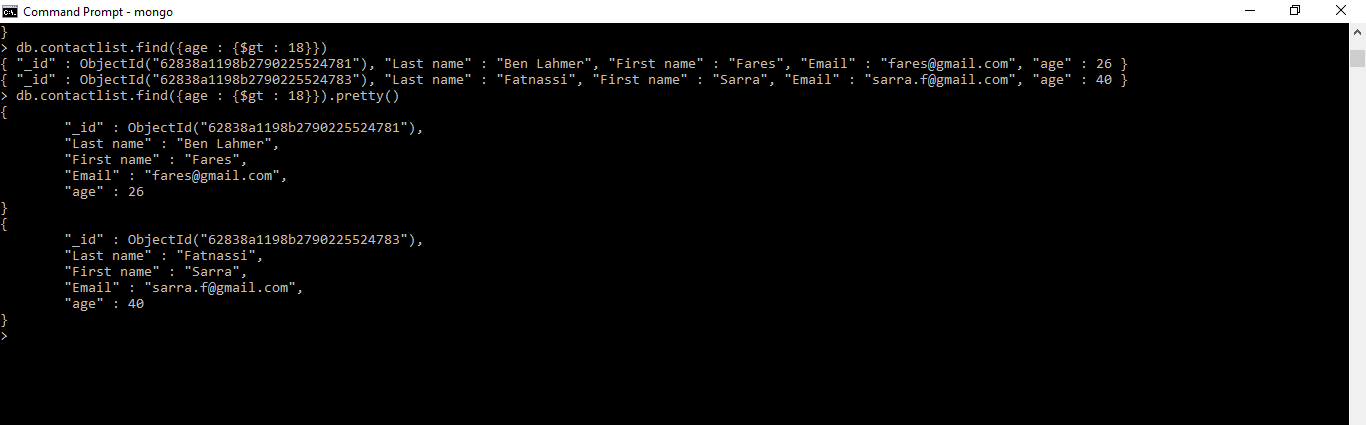 Command Prompt - mongo
}
> db.contactlist.find({age : {$gt : 18}})
{ "_id" : ObjectId("62838a1198b2790225524781"), "Last name" : "Ben Lahmer", "First name" : "Fares", "Email" : "fares@gmail.com", "age" : 26 }
{ "_id" : ObjectId("62838a1198b2790225524783"), "Last name" : "Fatnassi", "First name" : "Sarra", "Email" : "sarra.f@gmail.com", "age" : 40 }
> db.contactlist.find({age : {$gt : 18}}).pretty()
{
        "_id" : ObjectId("62838a1198b2790225524781"),
        "Last name" : "Ben Lahmer",
        "First name" : "Fares",
        "Email" : "fares@gmail.com",
        "age" : 26
}
{
        "_id" : ObjectId("62838a1198b2790225524783"),
        "Last name" : "Fatnassi",
        "First name" : "Sarra",
        "Email" : "sarra.f@gmail.com",
        "age" : 40
}
>